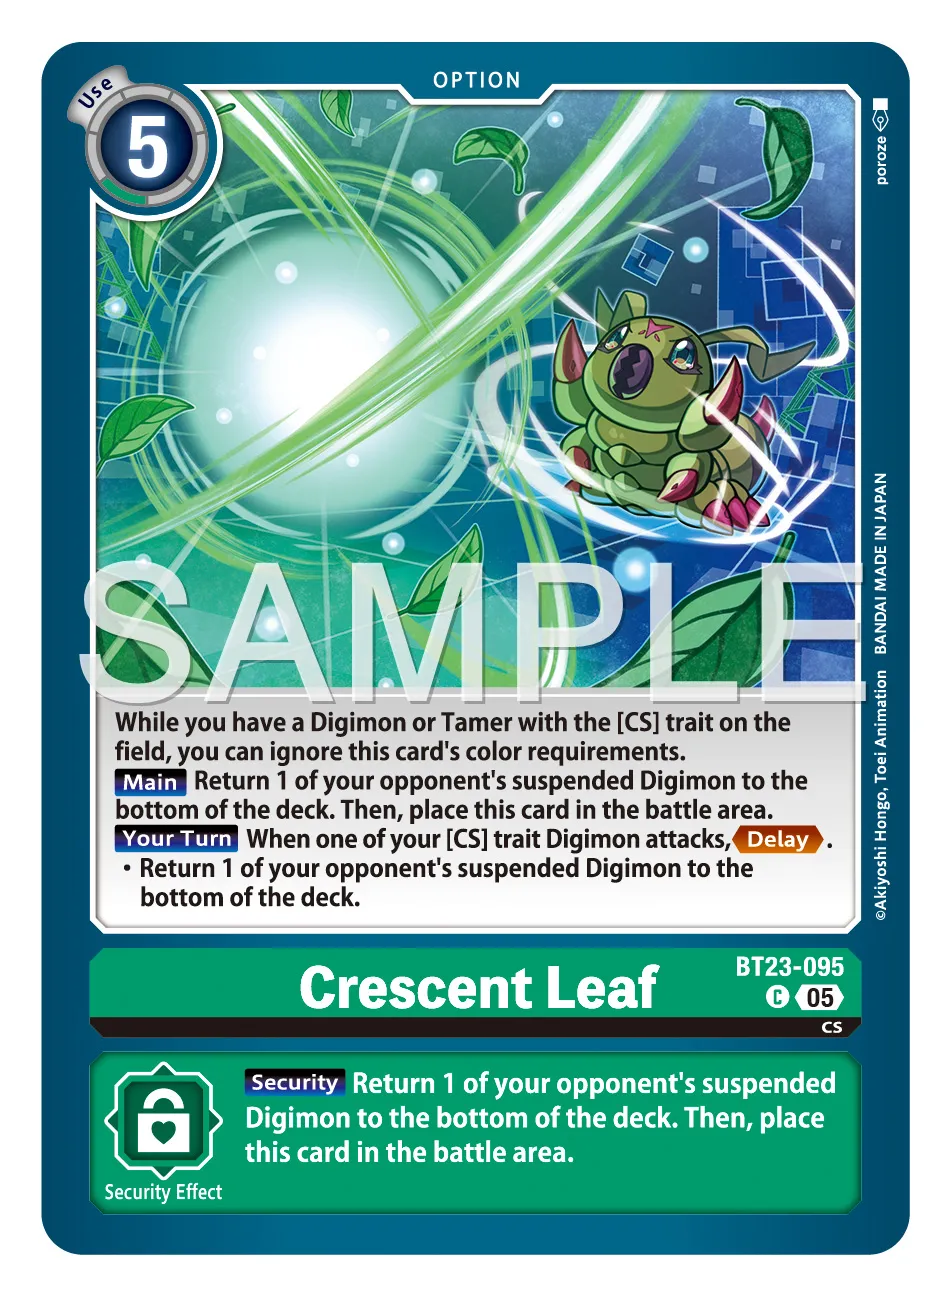 OPTION
Use
5
poroze
SAMPLE
While you have a Digimon or Tamer with the [CS] trait on the
field, you can ignore this card's color requirements.
Main Return 1 of your opponent's suspended Digimon to the
bottom of the deck. Then, place this card in the battle area.
Your Turn When one of your [CS] trait Digimon attacks, Delay .
・Return 1 of your opponent's suspended Digimon to the
bottom of the deck.
©Akiyoshi Hongo, Toei Animation BANDAI MADE IN JAPAN
Crescent Leaf
BT23-095
C 05
CS
Security Return 1 of your opponent's suspended
Digimon to the bottom of the deck. Then, place
this card in the battle area.
Security Effect